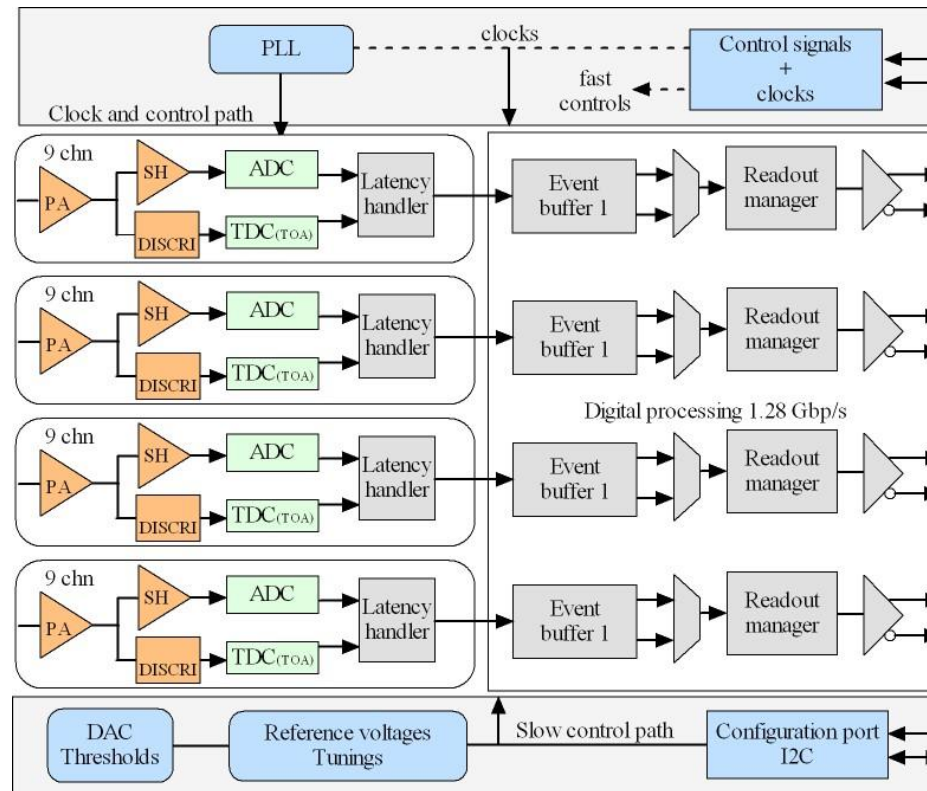 PLL
clocks
Control signals
+
clocks
fast
controls
Clock and control path
9 chn
PA
SH
ADC
DISCRI
TDC(TOA)
Latency
handler
Event
buffer 1
Readout
manager
9 chn
PA
SH
ADC
DISCRI
TDC(TOA)
Latency
handler
Event
buffer 1
Readout
manager
Digital processing 1.28 Gbp/s
9 chn
PA
SH
ADC
DISCRI
TDC(TOA)
Latency
handler
Event
buffer 1
Readout
manager
9 chn
PA
SH
ADC
DISCRI
TDC(TOA)
Latency
handler
Event
buffer 1
Readout
manager
DAC
Thresholds
Reference voltages
Tunings
Slow control path
Configuration port
I2C